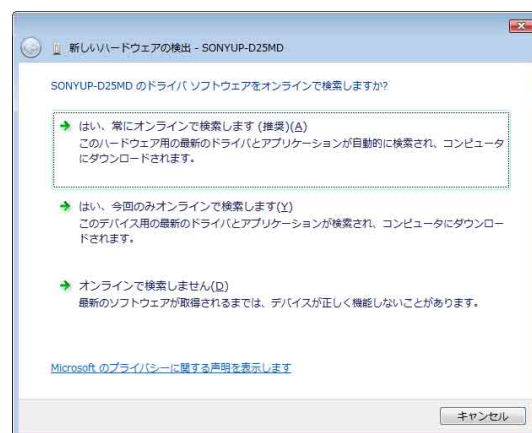 新しいハードウェアの検出 - SONYUP-D25MD
SONYUP-D25MD のドライバ ソフトウェアをオンラインで検索しますか?
はい、常にオンラインで検索します (推奨)(A)
このハードウェア用の最新のドライバとアプリケーションが自動的に検索され、コンピュータ
にダウンロードされます。
はい、今回のみオンラインで検索します(Y)
このデバイス用の最新のドライバとアプリケーションが検索され、コンピュータにダウンロー
ドされます。
オンラインで検索しません(D)
最新のソフトウェアが取得されるまでは、デバイスが正しく機能しないことがあります。
Microsoft のプライバシーに関する声明を表示します
キャンセル